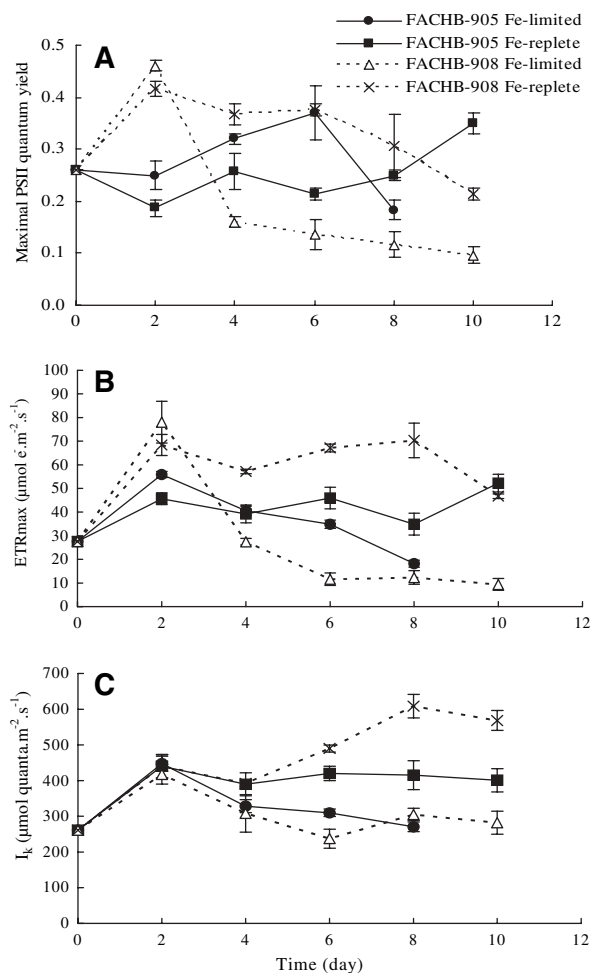 FACHB-905 Fe-limited
FACHB-905 Fe-replete
FACHB-908 Fe-limited
FACHB-908 Fe-replete
A
Maximal PSII quantum yield
0.5
0.4
0.3
0.2
0.1
0.0
0 2 4 6 8 10 12
B
ETRmax (µmol é.m⁻².s⁻¹)
100
90
80
70
60
50
40
30
20
10
0
0 2 4 6 8 10 12
C
Iₖ (µmol quanta.m⁻².s⁻¹)
700
600
500
400
300
200
100
0
0 2 4 6 8 10 12
Time (day)